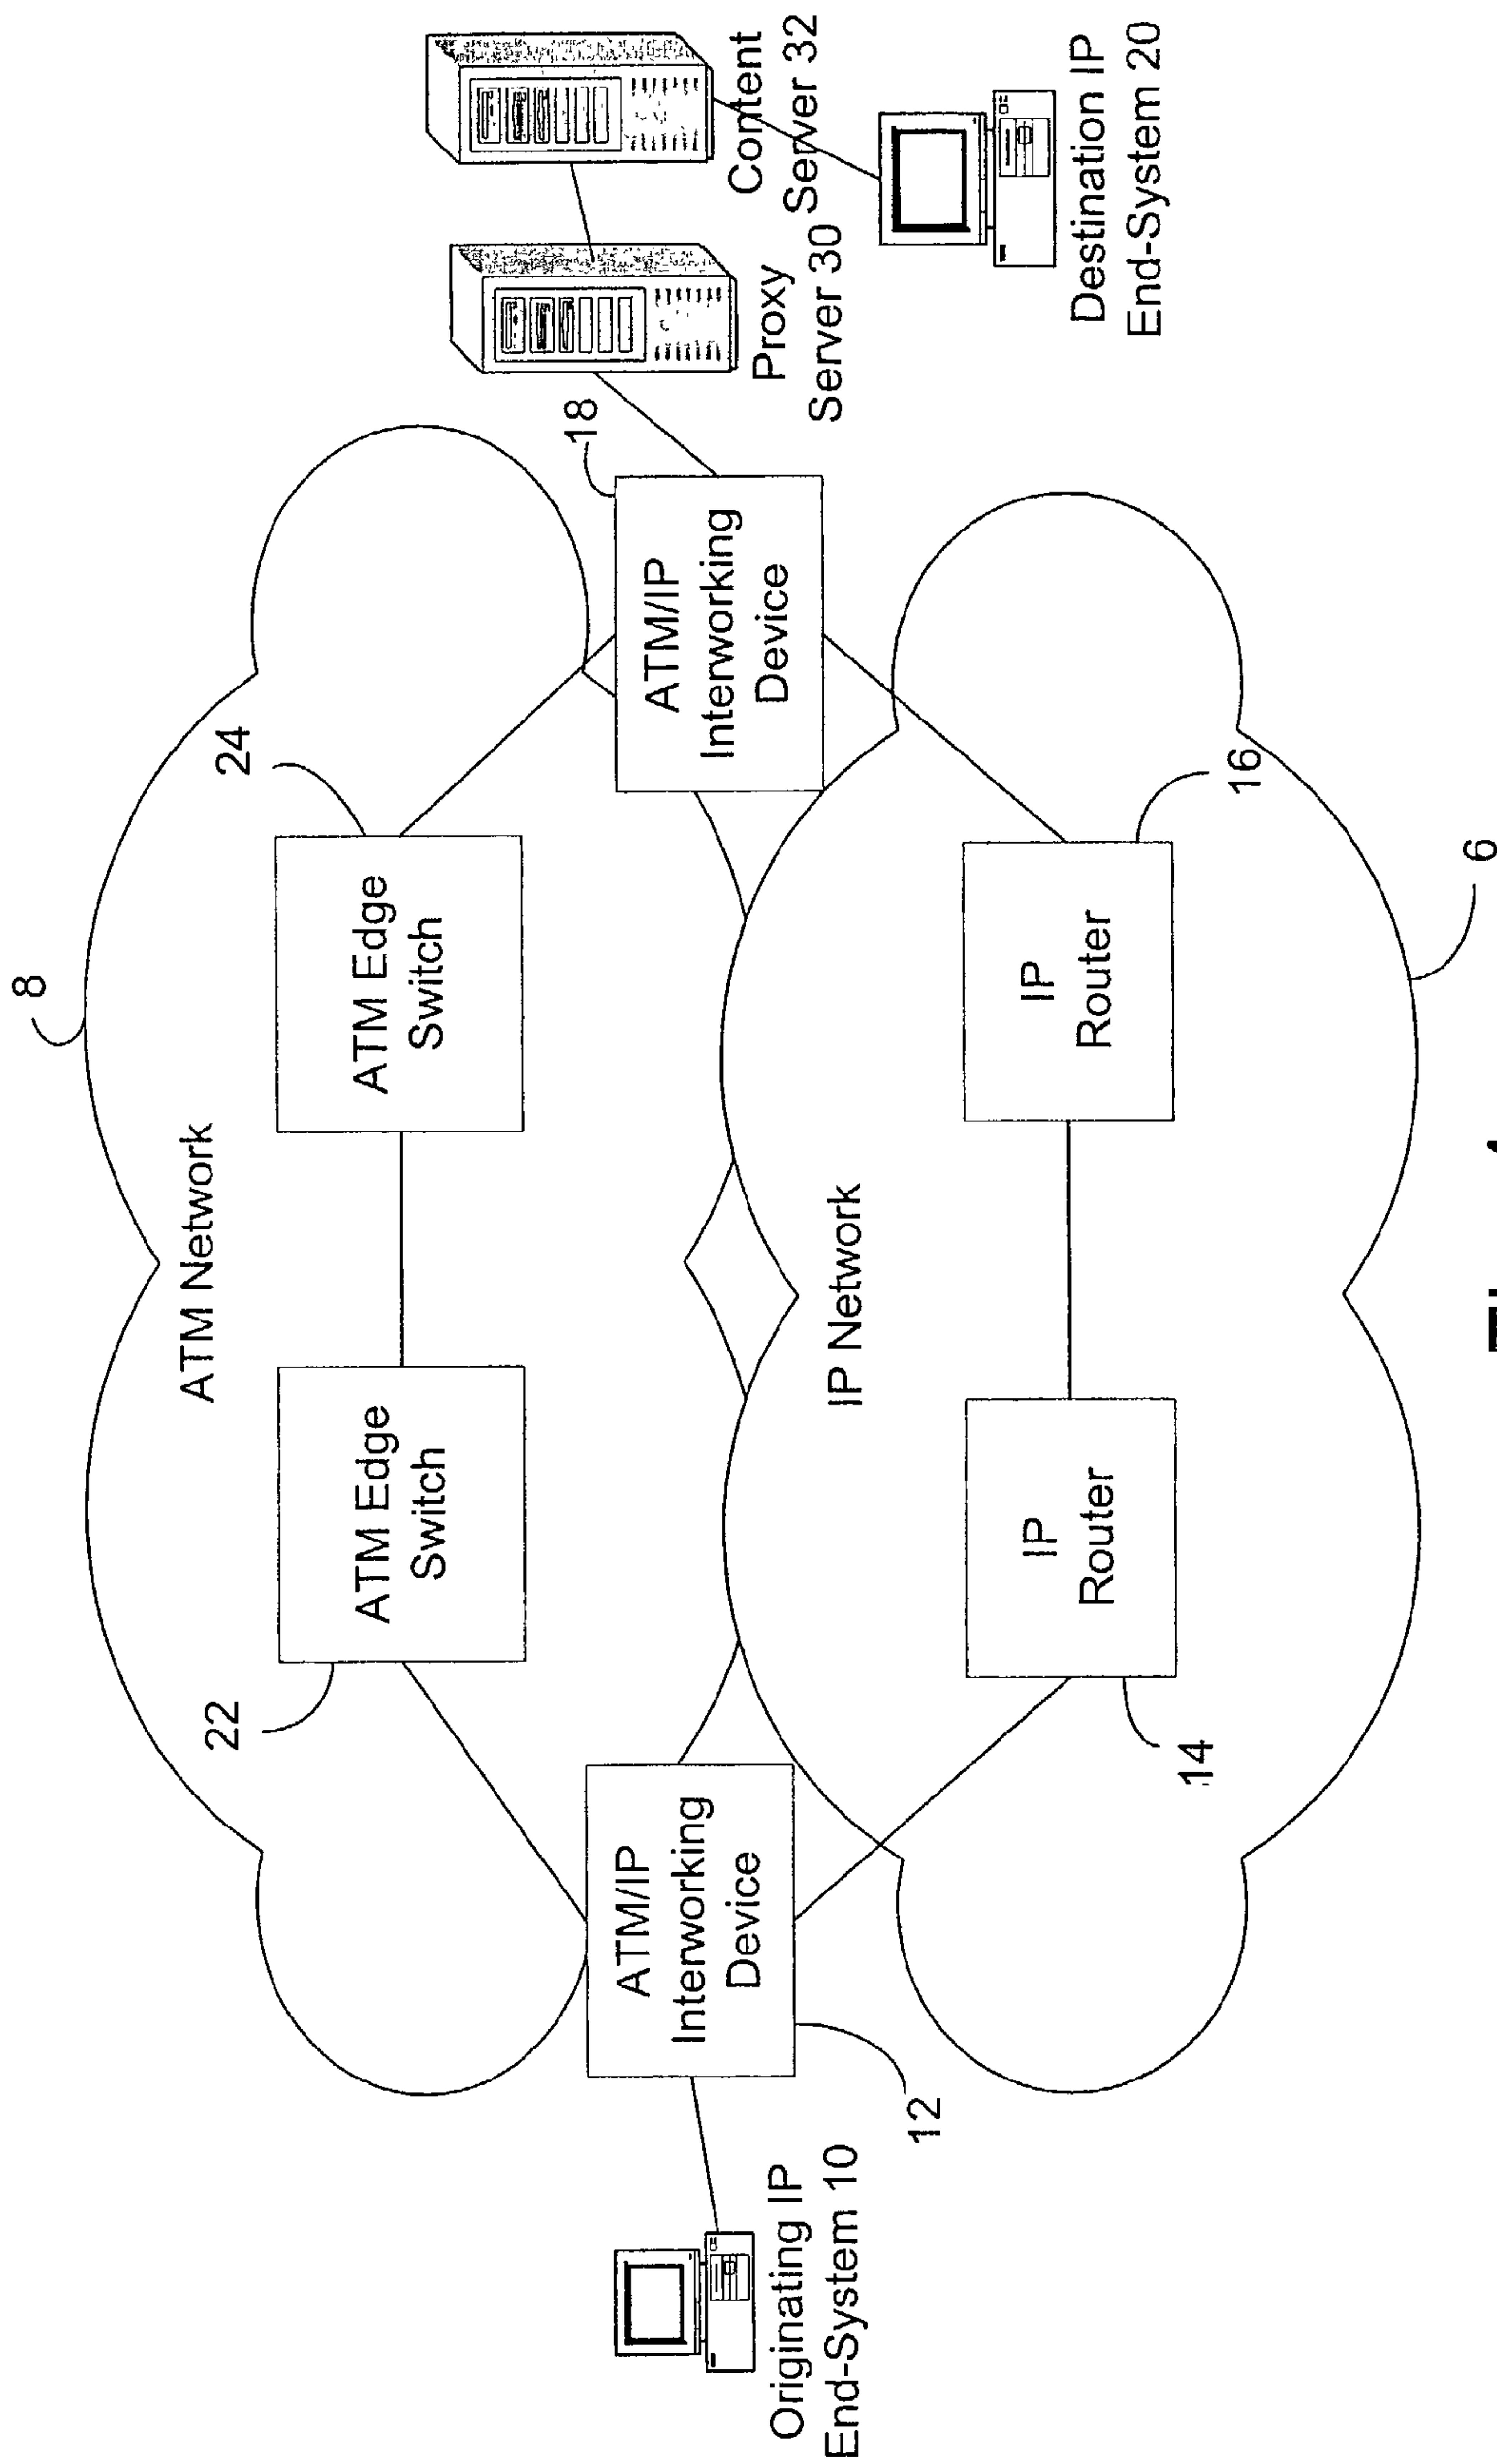 8
ATM Network
22
ATM Edge
Switch
24
ATM Edge
Switch
Originating IP
End-System 10
ATM/IP
Interworking
Device
12
ATM/IP
Interworking
Device
18
Proxy
Server 30
Content
Server 32
Destination IP
End-System 20
IP Network
IP
Router
14
IP
Router
16
6